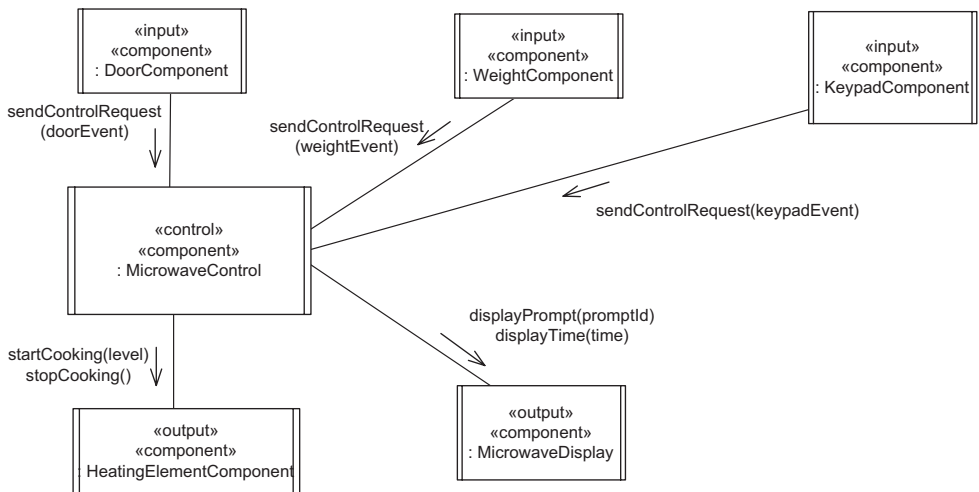 «input»
«component»
: DoorComponent
«input»
«component»
: WeightComponent
«input»
«component»
: KeypadComponent
sendControlRequest
(doorEvent)
sendControlRequest
(weightEvent)
sendControlRequest(keypadEvent)
«control»
«component»
: MicrowaveControl
displayPrompt(promptId)
displayTime(time)
startCooking(level)
stopCooking()
«output»
«component»
: HeatingElementComponent
«output»
«component»
: MicrowaveDisplay